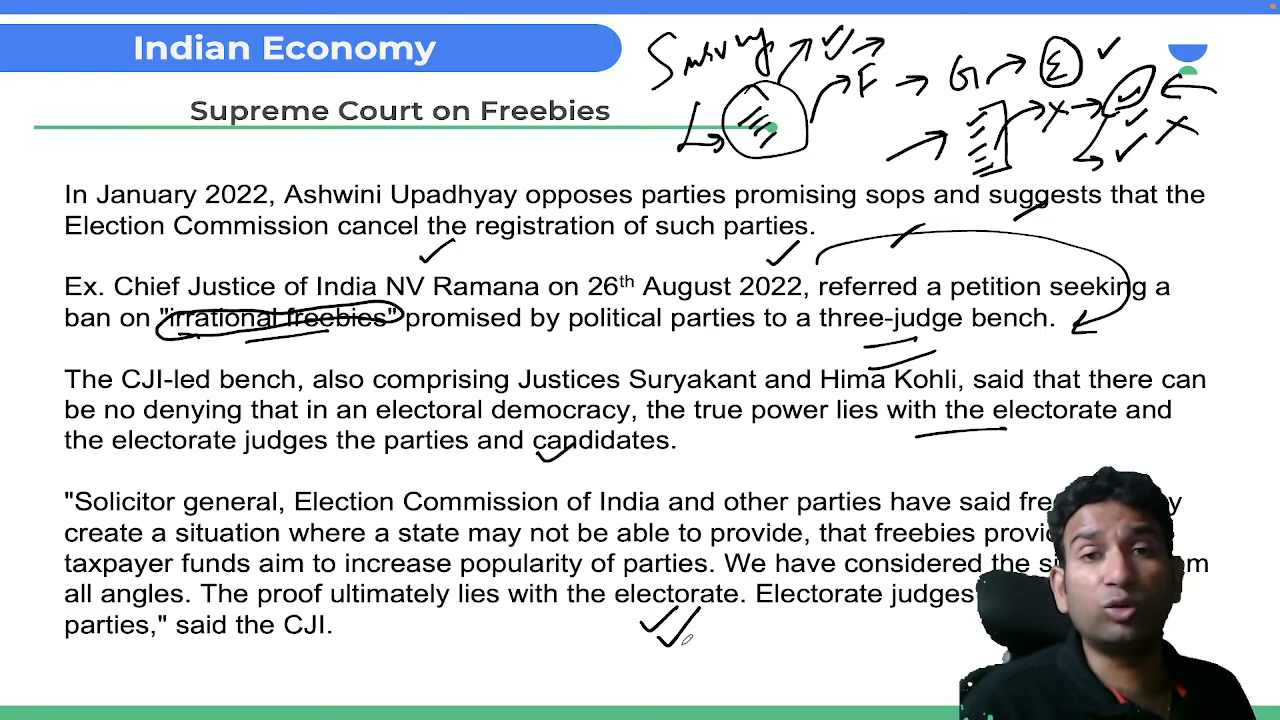 Indian Economy
Survey
F G E
X
X
Supreme Court on Freebies
In January 2022, Ashwini Upadhyay opposes parties promising sops and suggests that the
Election Commission cancel the registration of such parties.
Ex. Chief Justice of India NV Ramana on 26th August 2022, referred a petition seeking a
ban on "irrational freebies" promised by political parties to a three-judge bench.
The CJI-led bench, also comprising Justices Suryakant and Hima Kohli, said that there can
be no denying that in an electoral democracy, the true power lies with the electorate and
the electorate judges the parties and candidates.
"Solicitor general, Election Commission of India and other parties have said
create a situation where a state may not be able to provide, that freebies
taxpayer funds aim to increase popularity of parties. We have considered the
all angles. The proof ultimately lies with the electorate. Electorate judges
parties," said the CJI.